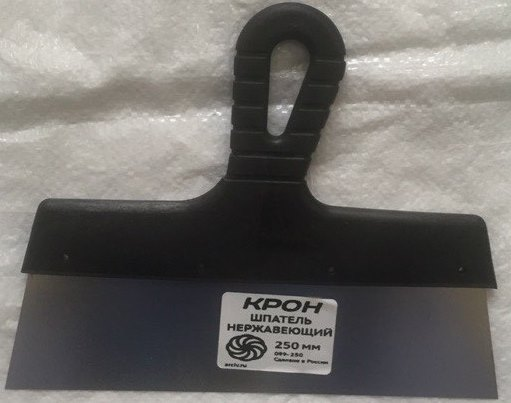 КРОН
ШПАТЕЛЬ
НЕРЖАВЕЮЩИЙ
250 мм
089-250
Сделано в России